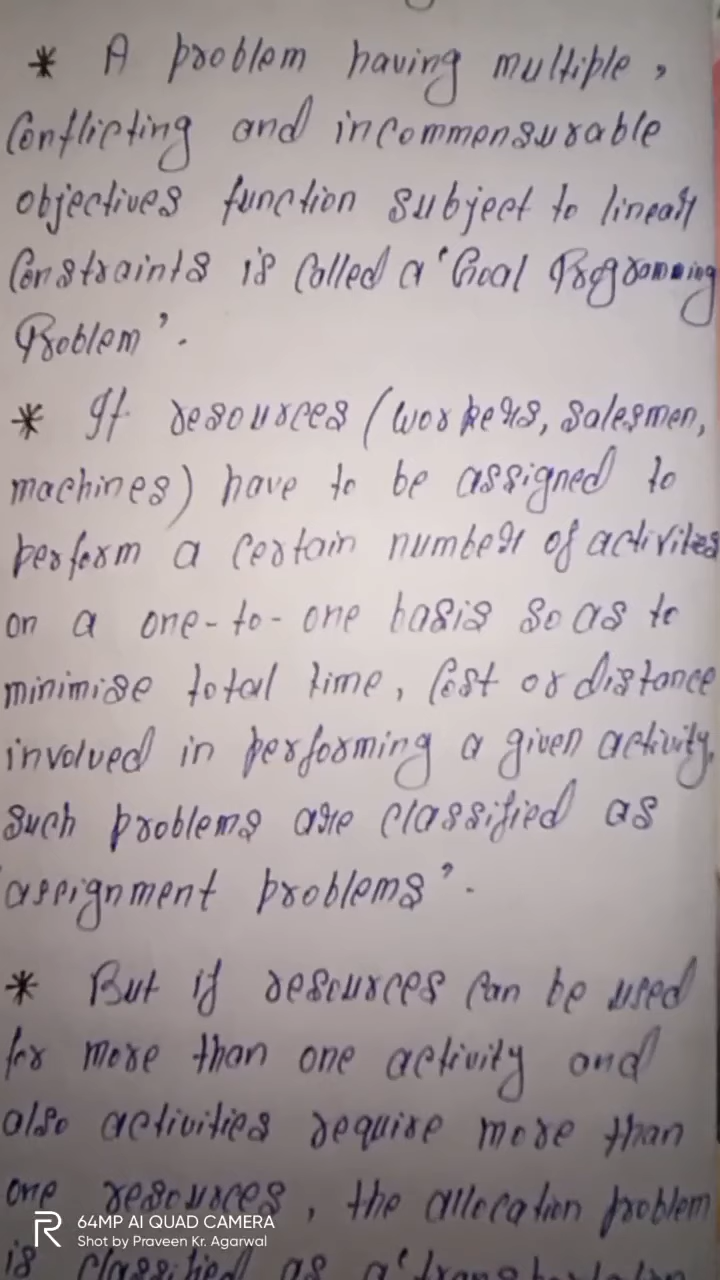 * A problem having multiple,
Conflicting and incommensurable
objectives function subject to linear
Constraints is Called a 'Goal Programming
Problem'.
* If resources (workers, salesmen,
machines) have to be assigned to
perform a certain number of activites
on a one-to-one basis so as to
minimise total time, Cost or distance
involved in performing a given activity,
such problems are classified as
'assignment problems'.
* But if resources can be used
for more than one activity and
also activities require more than
one resources, the allocation problem
is classified as a '
64MP AI QUAD CAMERA
Shot by Praveen Kr. Agarwal